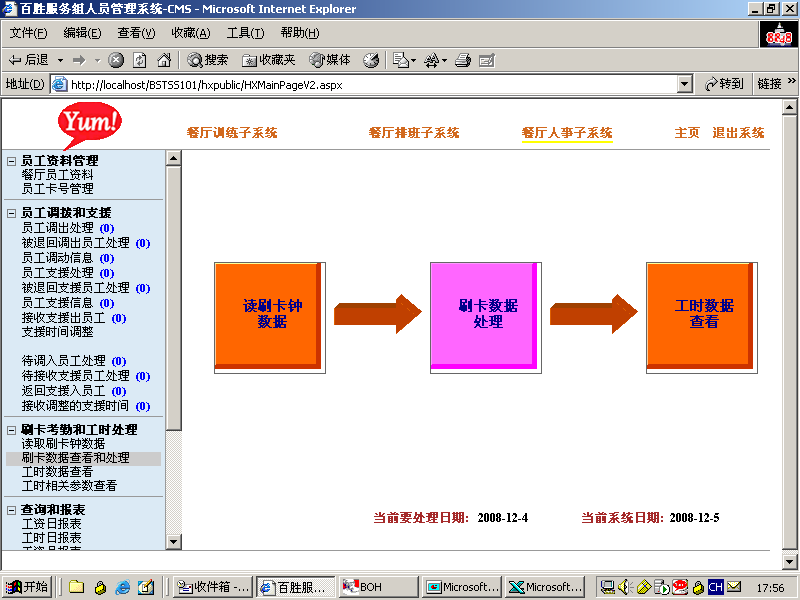 百胜服务组人员管理系统-CMS - Microsoft Internet Explorer
文件(F) 编辑(E) 查看(V) 收藏(A) 工具(T) 帮助(H)
8848
后退 搜索 收藏夹 媒体
地址(D) http://localhost/BSTSS101/hxpublic/HXMainPageV2.aspx 转到 链接 »
Yum!
餐厅训练子系统 餐厅排班子系统 餐厅人事子系统 主页 退出系统
员工资料管理
餐厅员工资料
员工卡号管理
员工调拨和支援
员工调出处理 (0)
被退回调出员工处理 (0)
员工调动信息 (0)
员工支援处理 (0)
被退回支援员工处理 (0)
员工支援信息 (0)
接收支援出员工 (0)
支援时间调整
待调入员工处理 (0)
待接收支援员工处理 (0)
返回支援入员工 (0)
接收调整的支援时间 (0)
刷卡考勤和工时处理
读取刷卡钟数据
刷卡数据查看和处理
工时数据查看
工时相关参数查看
查询和报表
工资日报表
工时日报表
读刷卡钟
数据
刷卡数据
处理
工时数据
查看
当前要处理日期: 2008-12-4 当前系统日期: 2008-12-5
开始 收件箱 -... 百胜服... BOH Microsoft... Microsoft... CH 17:56